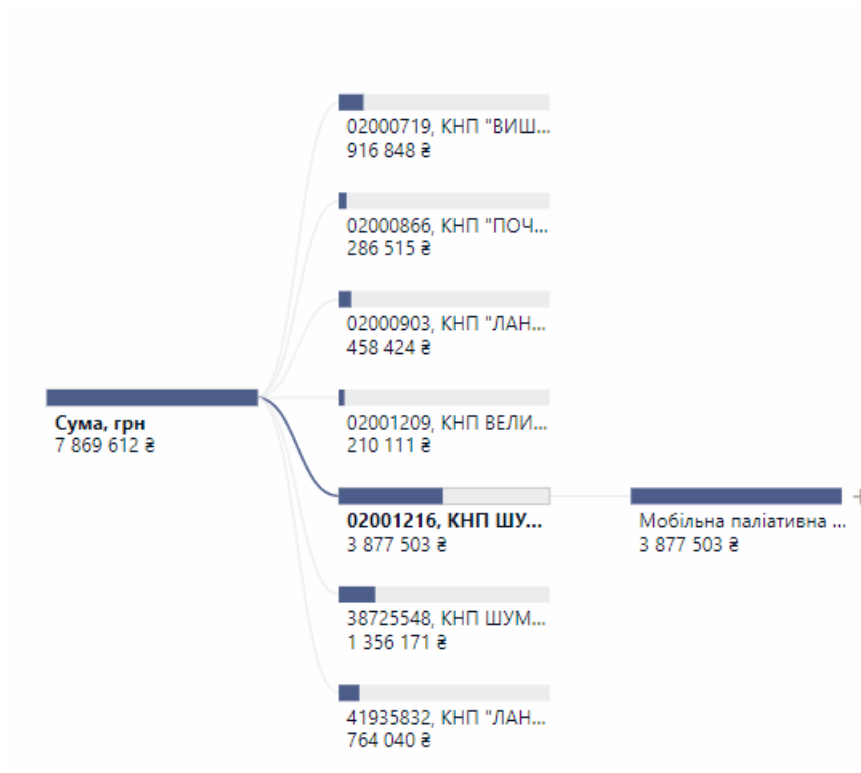 02000719, КНП "ВИШ...
916 848 ₴
02000866, КНП "ПОЧ...
286 515 ₴
02000903, КНП "ЛАН...
458 424 ₴
Сума, грн
7 869 612 ₴
02001209, КНП ВЕЛИ...
210 111 ₴
02001216, КНП ШУ...
3 877 503 ₴
Мобільна паліативна ...
3 877 503 ₴
38725548, КНП ШУМ...
1 356 171 ₴
41935832, КНП "ЛАН...
764 040 ₴